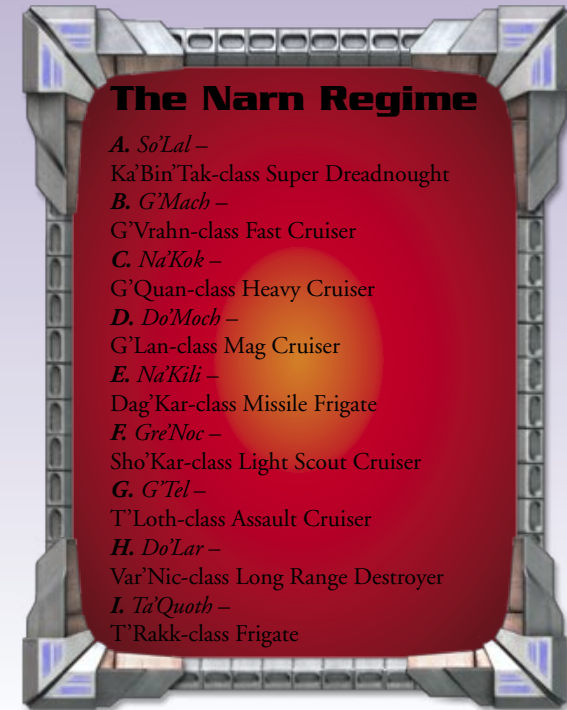 The Narn Regime
A. So’Lal –
Ka’Bin’Tak-class Super Dreadnought
B. G’Mach –
G’Vrahn-class Fast Cruiser
C. Na’Kok –
G’Quan-class Heavy Cruiser
D. Do’Moch –
G’Lan-class Mag Cruiser
E. Na’Kili –
Dag’Kar-class Missile Frigate
F. Gre’Noc –
Sho’Kar-class Light Scout Cruiser
G. G’Tel –
T’Loth-class Assault Cruiser
H. Do’Lar –
Var’Nic-class Long Range Destroyer
I. Ta’Quoth –
T’Rakk-class Frigate